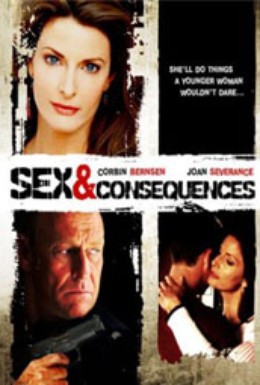 SHE'LL DO THINGS
A YOUNGER WOMAN
WOULDN'T DARE...
CORBIN BERNSEN JOAN SEVERANCE
SEX & CONSEQUENCES